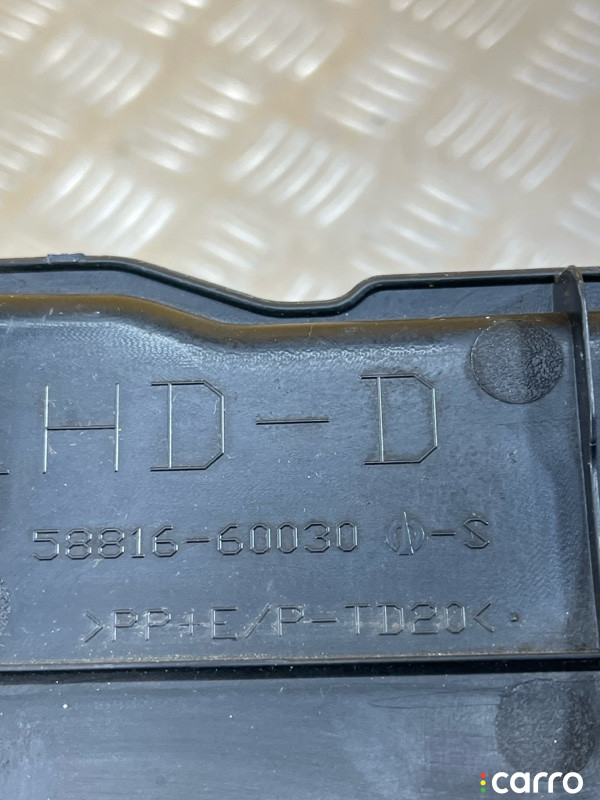 HD-D
58816-60030 -S
>PP+E/P-TD20<
carro